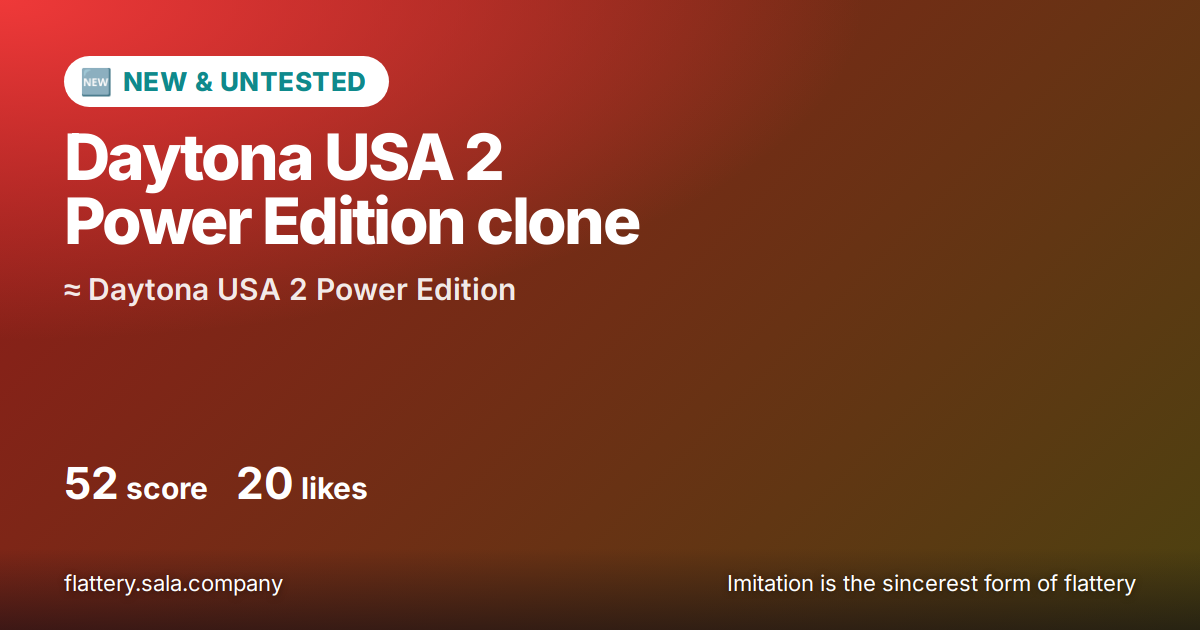 🆕 NEW & UNTESTED
Daytona USA 2
Power Edition clone
≈ Daytona USA 2 Power Edition
52 score 20 likes
flattery.sala.company
Imitation is the sincerest form of flattery